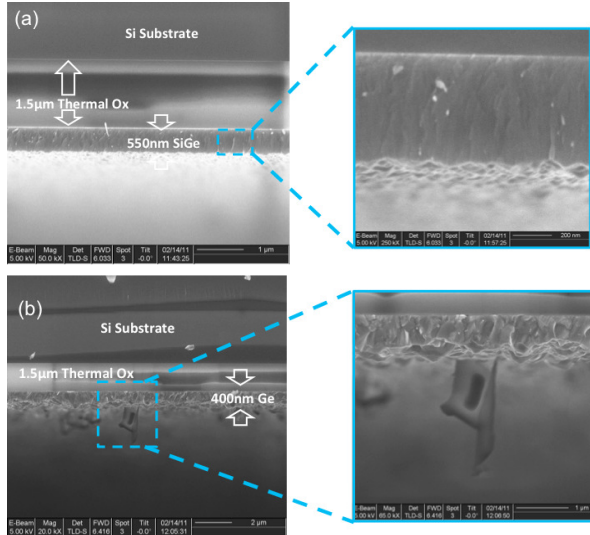 (a)
Si Substrate
1.5µm Thermal Ox
550nm SiGe
E-Beam Mag Det FWD Spot Tilt 02/14/11 1 µm
5.00 kV 50.0 kX TLD-S 6.033 3 -0.0° 11:43:25
E-Beam Mag Det FWD Spot Tilt 02/14/11 200 nm
5.00 kV 250 kX TLD-S 6.033 3 -0.0° 11:57:25
(b)
Si Substrate
1.5µm Thermal Ox
400nm Ge
E-Beam Mag Det FWD Spot Tilt 02/14/11 2 µm
5.00 kV 20.0 kX TLD-S 6.416 3 -0.0° 12:05:31
E-Beam Mag Det FWD Spot Tilt 02/14/11 1 µm
5.00 kV 65.0 kX TLD-S 6.416 3 -0.0° 12:06:50